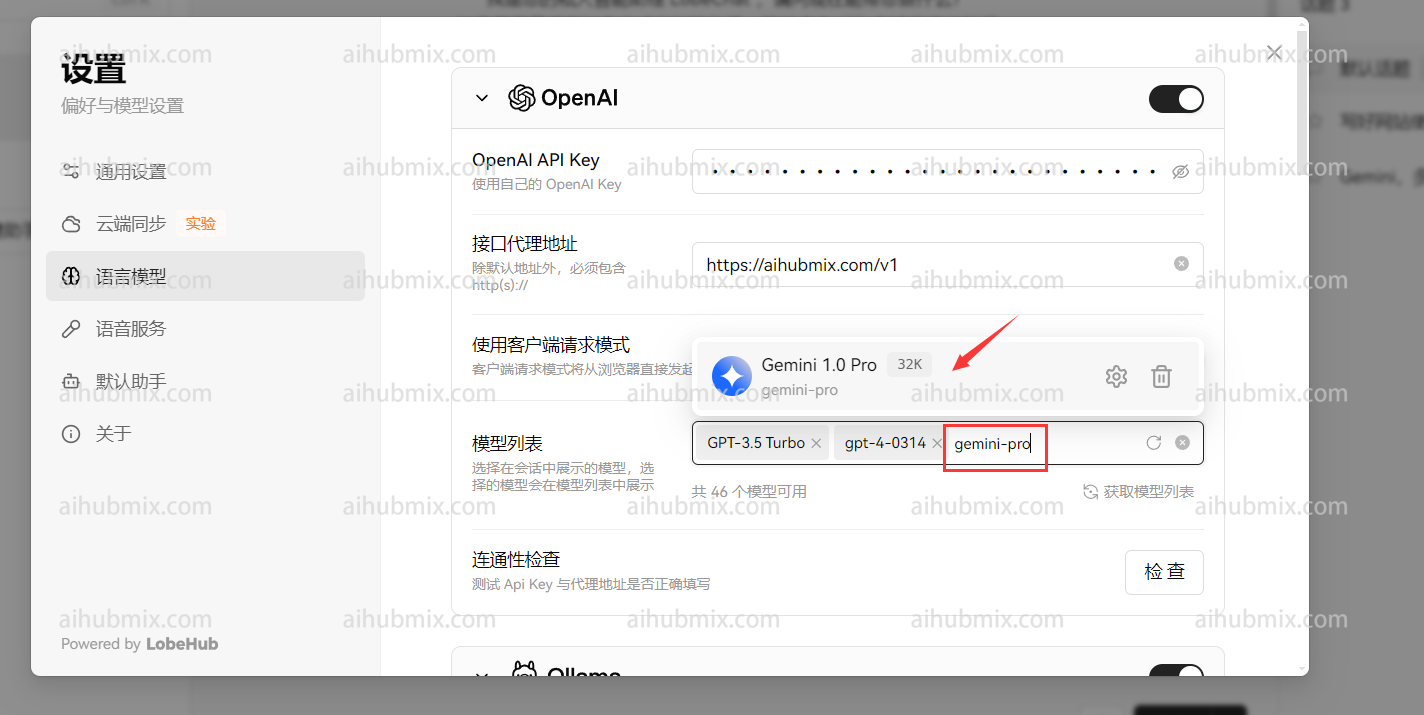 设置
偏好与模型设置
通用设置
云端同步 实验
语言模型
语音服务
默认助手
关于
Powered by LobeHub
OpenAI
OpenAI API Key
使用自己的 OpenAI Key
接口代理地址
除默认地址外，必须包含
http(s)://
https://aihubmix.com/v1
使用客户端请求模式
客户端请求模式将从浏览器直接发起
Gemini 1.0 Pro 32K
gemini-pro
模型列表
选择在会话中展示的模型，选
择的模型会在模型列表中展示
GPT-3.5 Turbo gpt-4-0314 gemini-pro
共 46 个模型可用
获取模型列表
连通性检查
测试 Api Key 与代理地址是否正确填写
检 查
Ollama
aihubmix.com aihubmix.com aihubmix.com aihubmix.com aihubmix.com
aihubmix.com aihubmix.com aihubmix.com aihubmix.com aihubmix.com
aihubmix.com aihubmix.com aihubmix.com aihubmix.com aihubmix.com
aihubmix.com aihubmix.com aihubmix.com aihubmix.com aihubmix.com
aihubmix.com aihubmix.com aihubmix.com aihubmix.com aihubmix.com
aihubmix.com aihubmix.com aihubmix.com aihubmix.com aihubmix.com